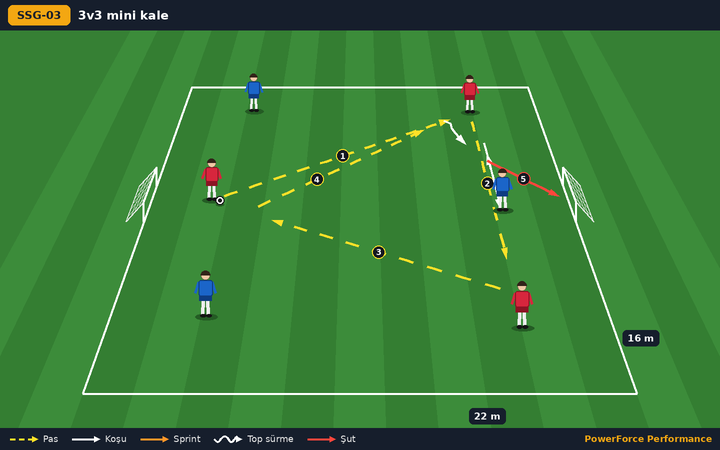 SSG-03 3v3 mini kale
1
4
2
5
3
16 m
22 m
Pas Koşu Sprint Top sürme Şut PowerForce Performance